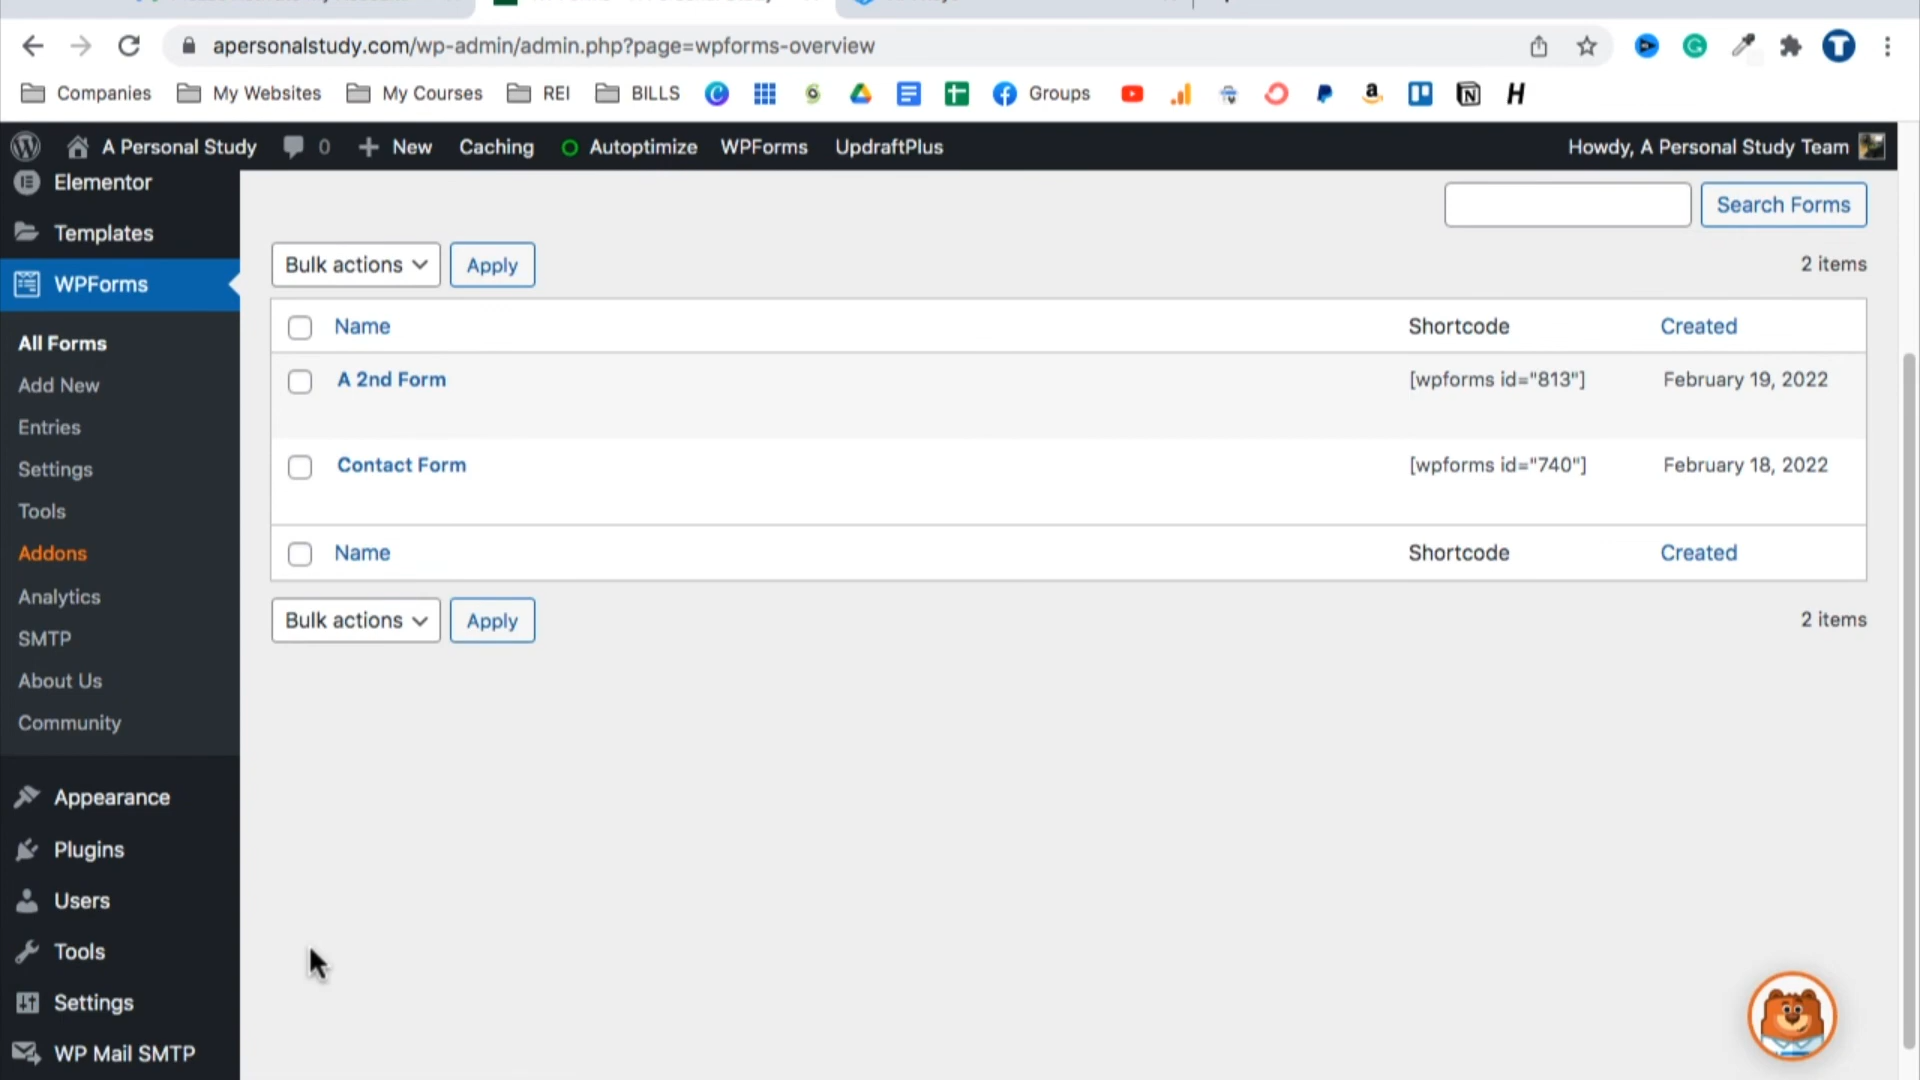 apersonalstudy.com/wp-admin/admin.php?page=wpforms-overview
Companies My Websites My Courses REI BILLS Groups
A Personal Study 0 New Caching Autoptimize WPForms UpdraftPlus Howdy, A Personal Study Team
Elementor
Templates
WPForms
All Forms
Add New
Entries
Settings
Tools
Addons
Analytics
SMTP
About Us
Community
Appearance
Plugins
Users
Tools
Settings
WP Mail SMTP
Search Forms
Bulk actions Apply 2 items
Name Shortcode Created
A 2nd Form [wpforms id="813"] February 19, 2022
Contact Form [wpforms id="740"] February 18, 2022
Name Shortcode Created
Bulk actions Apply 2 items